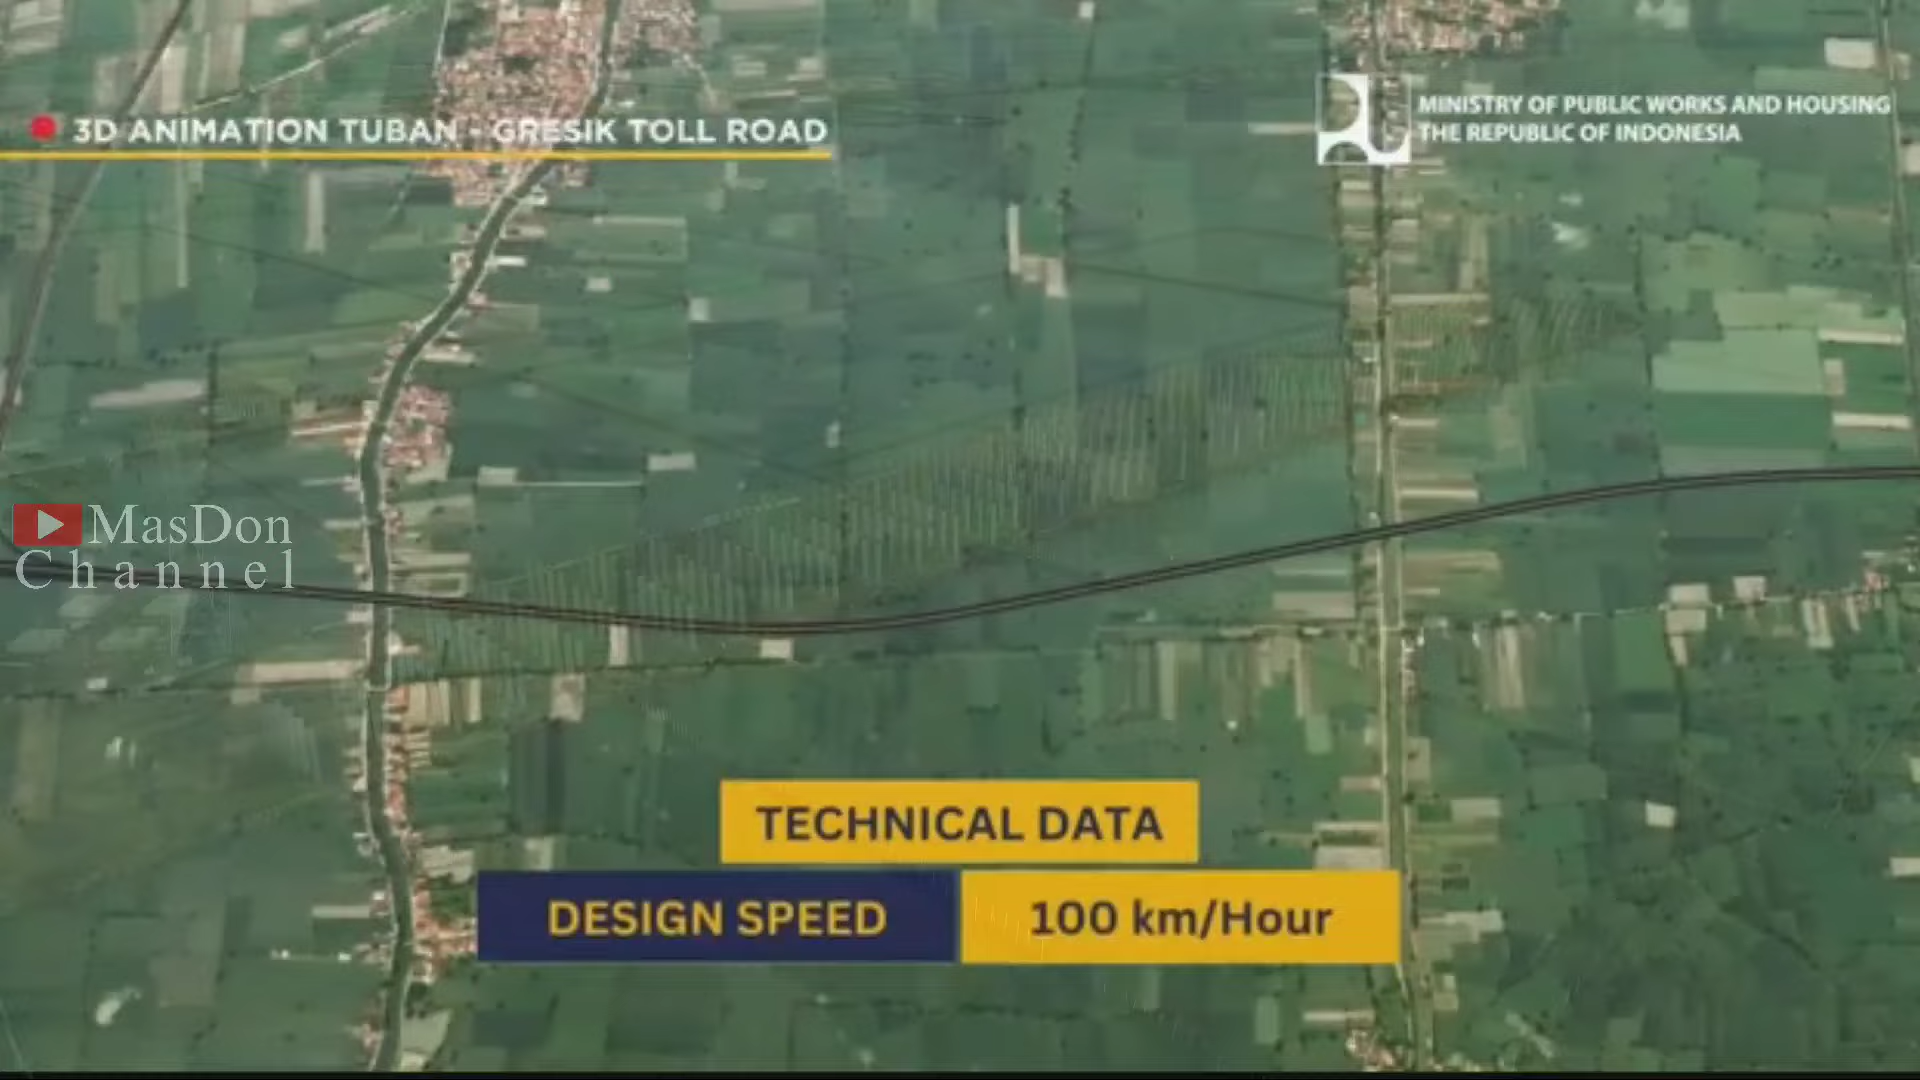 3D ANIMATION TUBAN - GRESIK TOLL ROAD
MINISTRY OF PUBLIC WORKS AND HOUSING
THE REPUBLIC OF INDONESIA
MasDon
Channel
TECHNICAL DATA
DESIGN SPEED
100 km/Hour